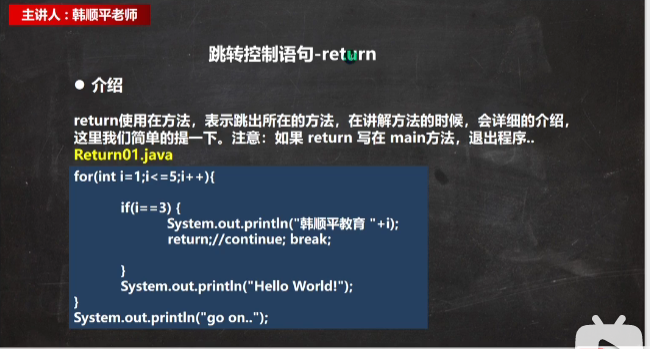 主讲人：韩顺平老师
跳转控制语句-return
● 介绍
return使用在方法，表示跳出所在的方法，在讲解方法的时候，会详细的介绍，
这里我们简单的提一下。注意：如果 return 写在 main方法，退出程序..
Return01.java
for(int i=1;i<=5;i++){
if(i==3) {
System.out.println("韩顺平教育 "+i);
return;//continue; break;
}
System.out.println("Hello World!");
}
System.out.println("go on..");